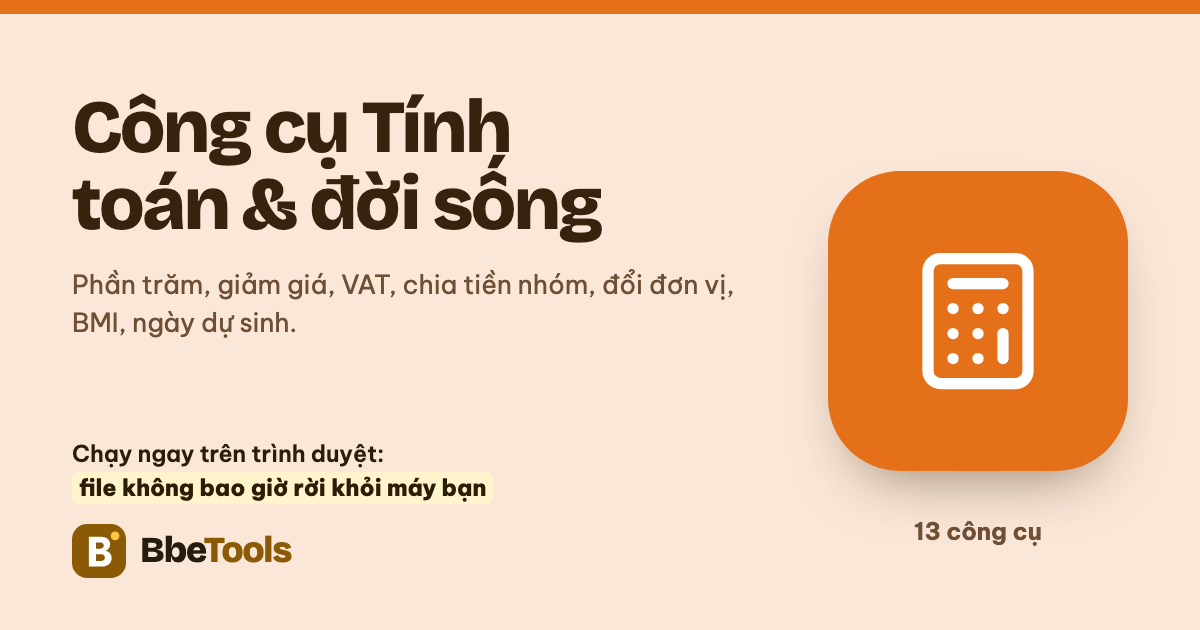 Công cụ Tính
toán & đời sống
Phần trăm, giảm giá, VAT, chia tiền nhóm, đổi đơn vị,
BMI, ngày dự sinh.
Chạy ngay trên trình duyệt:
file không bao giờ rời khỏi máy bạn
B BbeTools
13 công cụ